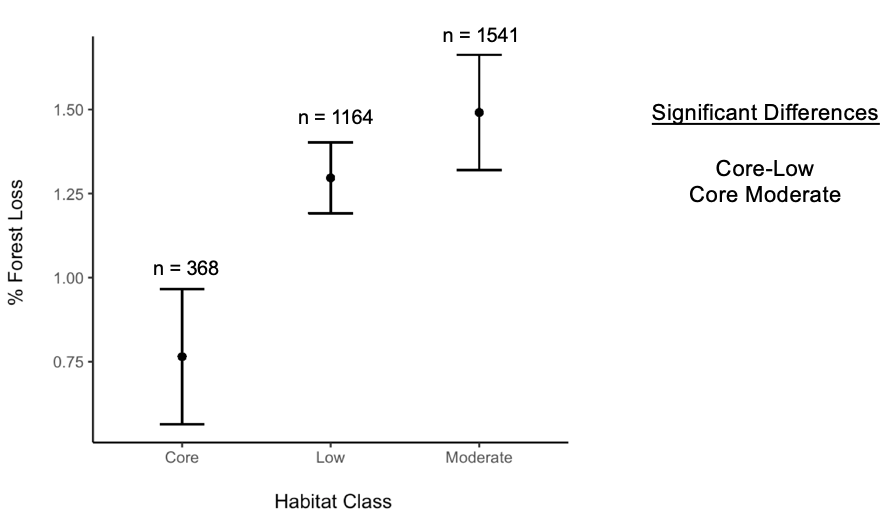 n = 1541
n = 1164
n = 368
1.50
1.25
1.00
0.75
% Forest Loss
Core
Low
Moderate
Habitat Class
Significant Differences
Core-Low
Core Moderate